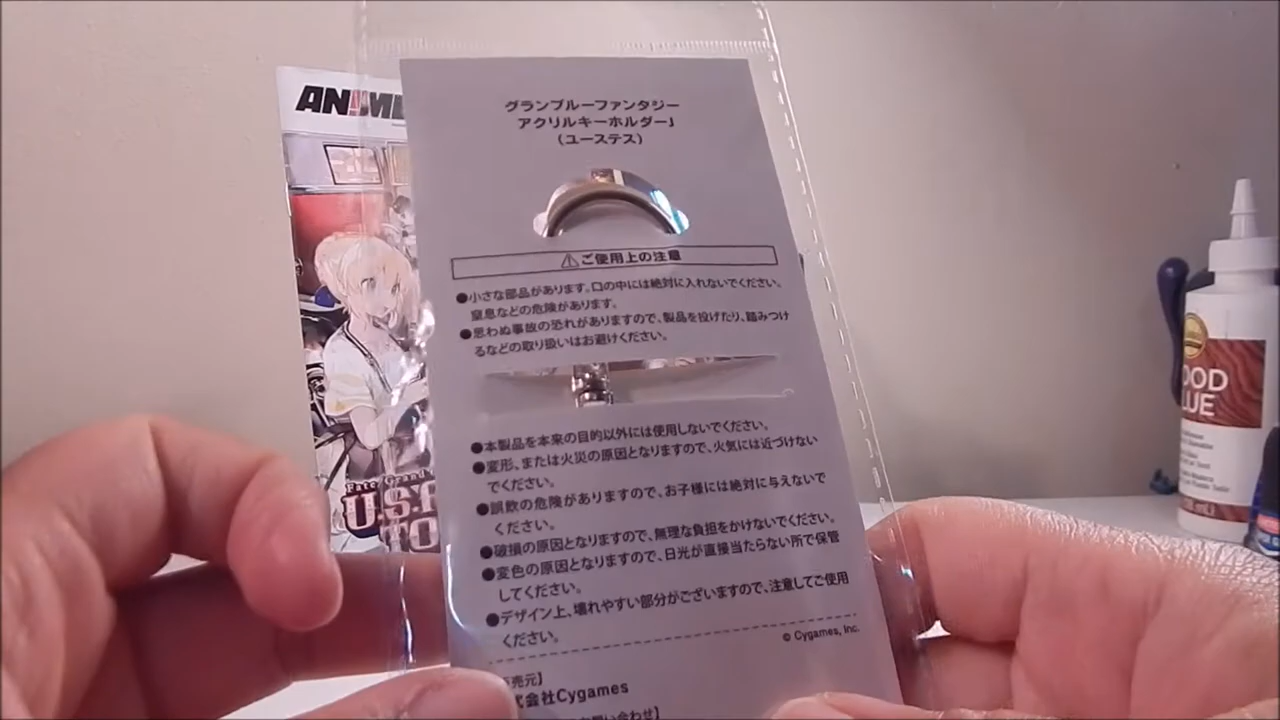 グランブルーファンタジー
アクリルキーホルダーJ
(ユーステス)
⚠ご使用上の注意
●小さな部品があります。口の中には絶対に入れないでください。
窒息などの危険があります。
●思わぬ事故の恐れがありますので、製品を投げたり、踏みつけ
るなどの取り扱いはお避けください。
●本製品を本来の目的以外には使用しないでください。
●変形、または火災の原因となりますので、火気には近づけない
でください。
●誤飲の危険がありますので、お子様には絶対に与えないで
ください。
●破損の原因となりますので、無理な負担をかけないでください。
●変色の原因となりますので、日光が直接当たらない所で保管
してください。
●デザイン上、壊れやすい部分がございますので、注意してご使用
ください。
© Cygames, Inc.
売元】
式会社Cygames
ANIM
Fate Grand
U.S.
TO
OOD
LUE